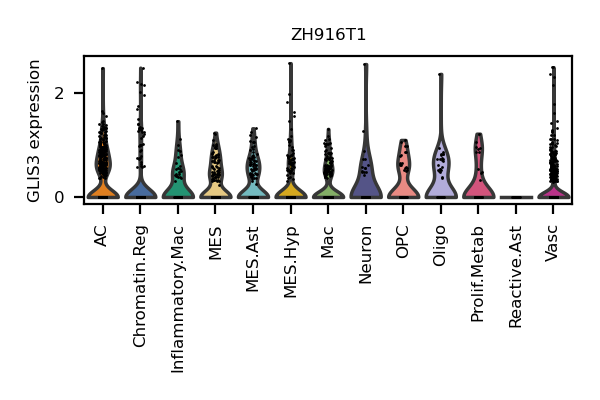 ZH916T1
GLIS3 expression
2
0
AC
Chromatin.Reg
Inflammatory.Mac
MES
MES.Ast
MES.Hyp
Mac
Neuron
OPC
Oligo
Prolif.Metab
Reactive.Ast
Vasc